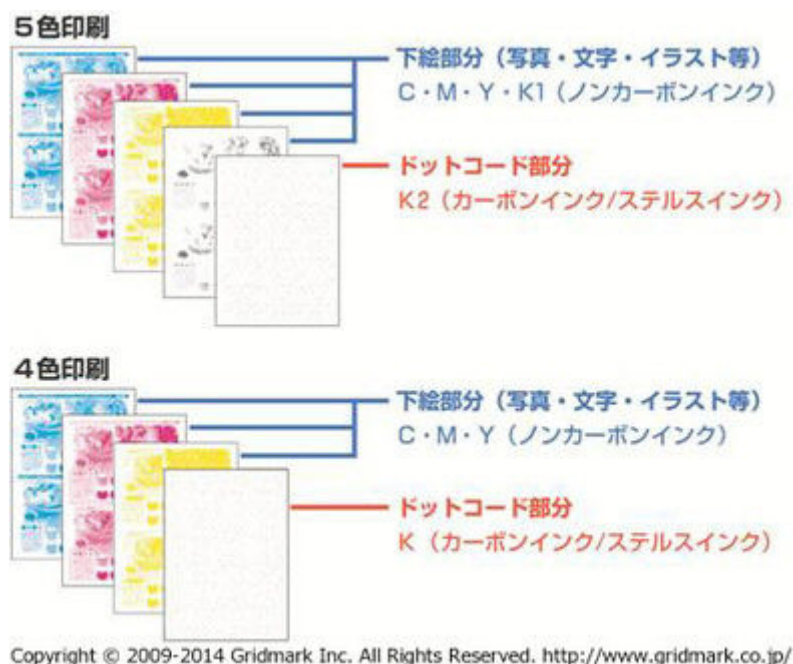 5色印刷
下絵部分（写真・文字・イラスト等）
C・M・Y・K1（ノンカーボンインク）
ドットコード部分
K2（カーボンインク/ステルスインク）
4色印刷
下絵部分（写真・文字・イラスト等）
C・M・Y（ノンカーボンインク）
ドットコード部分
K（カーボンインク/ステルスインク）
Copyright © 2009-2014 Gridmark Inc. All Rights Reserved. http://www.gridmark.co.jp/